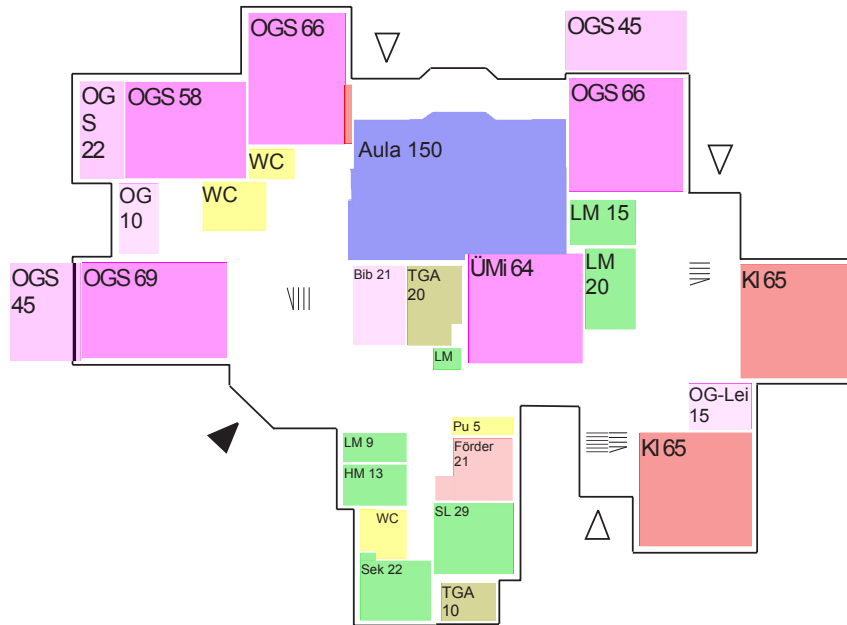 OGS 66
OGS 45
OG
S
22
OGS 58
OGS 66
Aula 150
WC
WC
OG
10
LM 15
OGS
45
OGS 69
Bib 21
TGA
20
ÜMi 64
LM
20
KI 65
LM
OG-Lei
15
Pu 5
LM 9
Förder
21
KI 65
HM 13
WC
SL 29
Sek 22
TGA
10